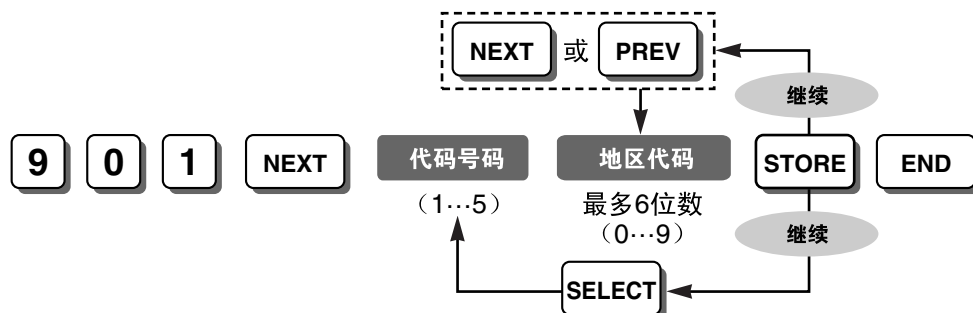 NEXT 或 PREV
继续
9 0 1 NEXT 代码号码 地区代码 STORE END
（1…5） 最多6位数
（0…9）
继续
SELECT